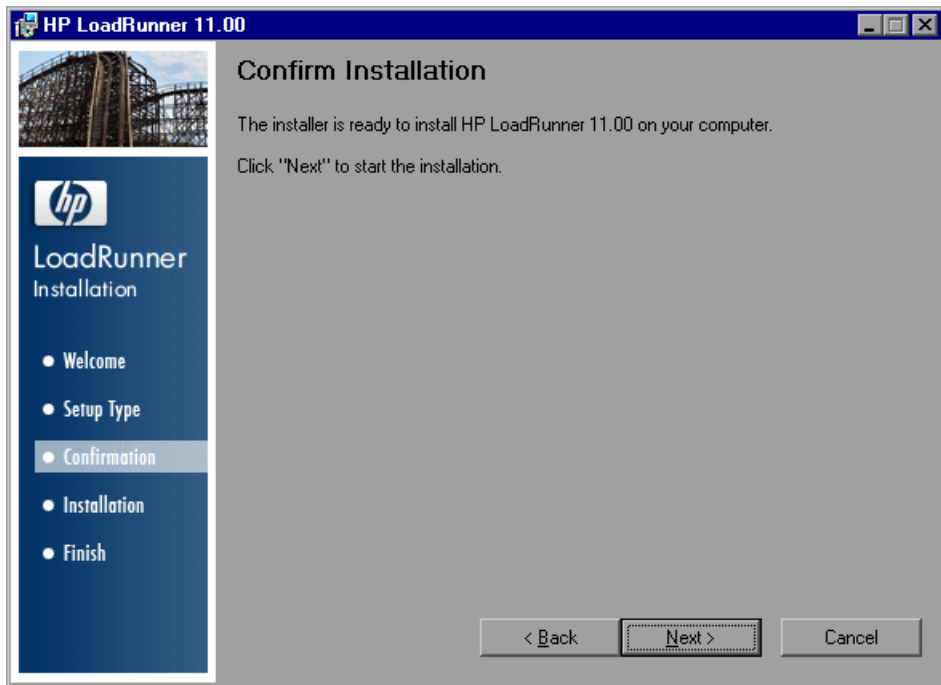 HP LoadRunner 11.00
Confirm Installation
The installer is ready to install HP LoadRunner 11.00 on your computer.
Click "Next" to start the installation.
hp
LoadRunner
Installation
Welcome
Setup Type
Confirmation
Installation
Finish
< Back
Next >
Cancel